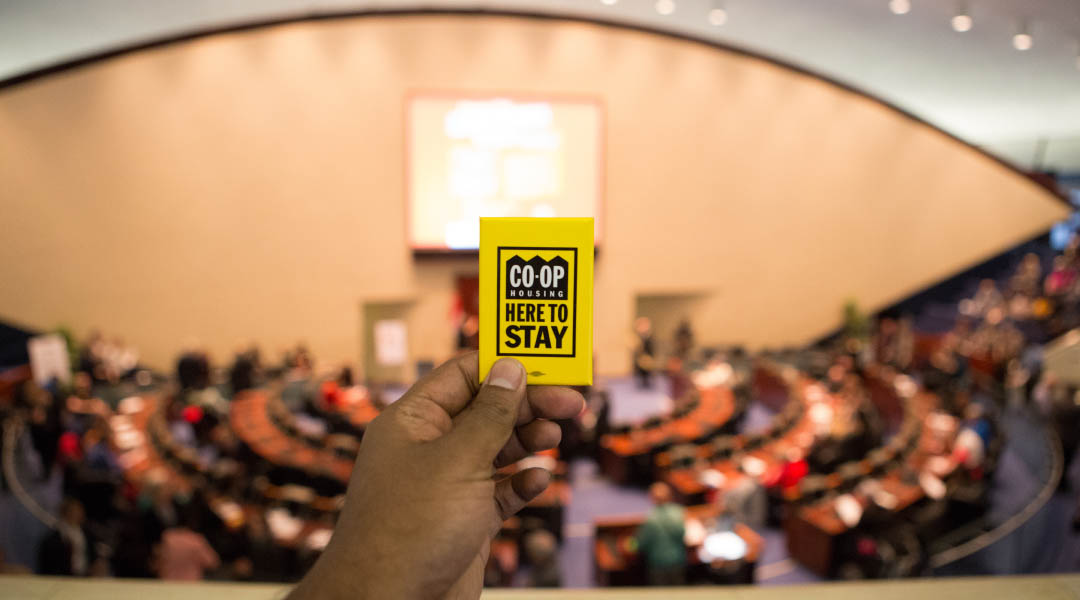 CO-OP
HOUSING
HERE TO
STAY